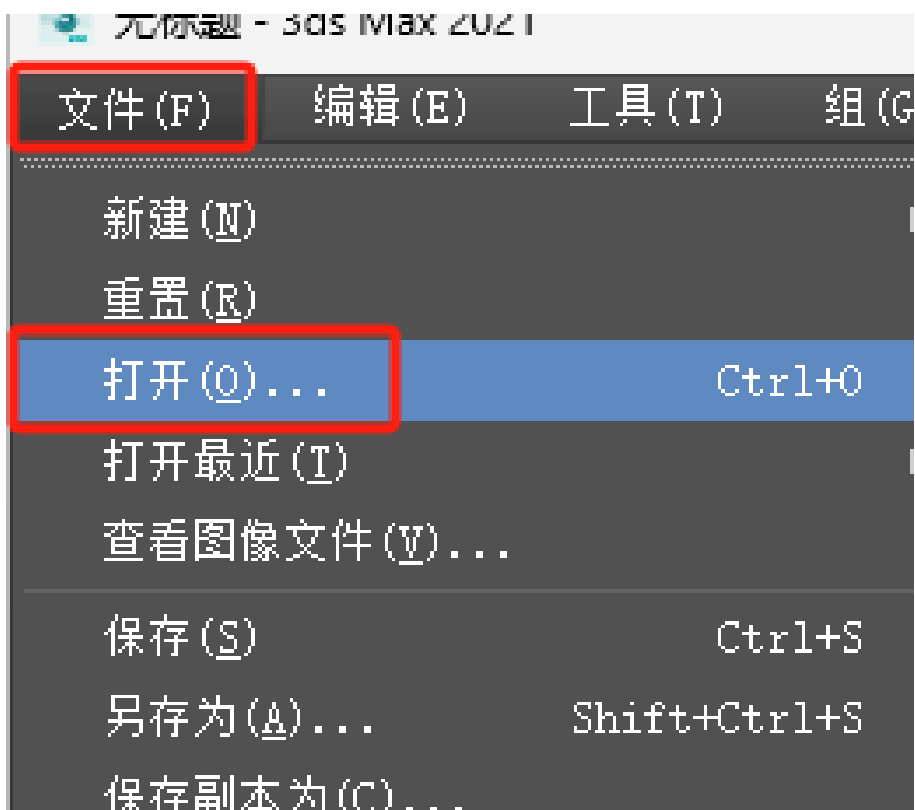 无标题 - 3ds Max 2021
文件(F) 编辑(E) 工具(T) 组(G
新建(N)
重置(R)
打开(O)... Ctrl+O
打开最近(T)
查看图像文件(V)...
保存(S) Ctrl+S
另存为(A)... Shift+Ctrl+S
保存副本为(C)...